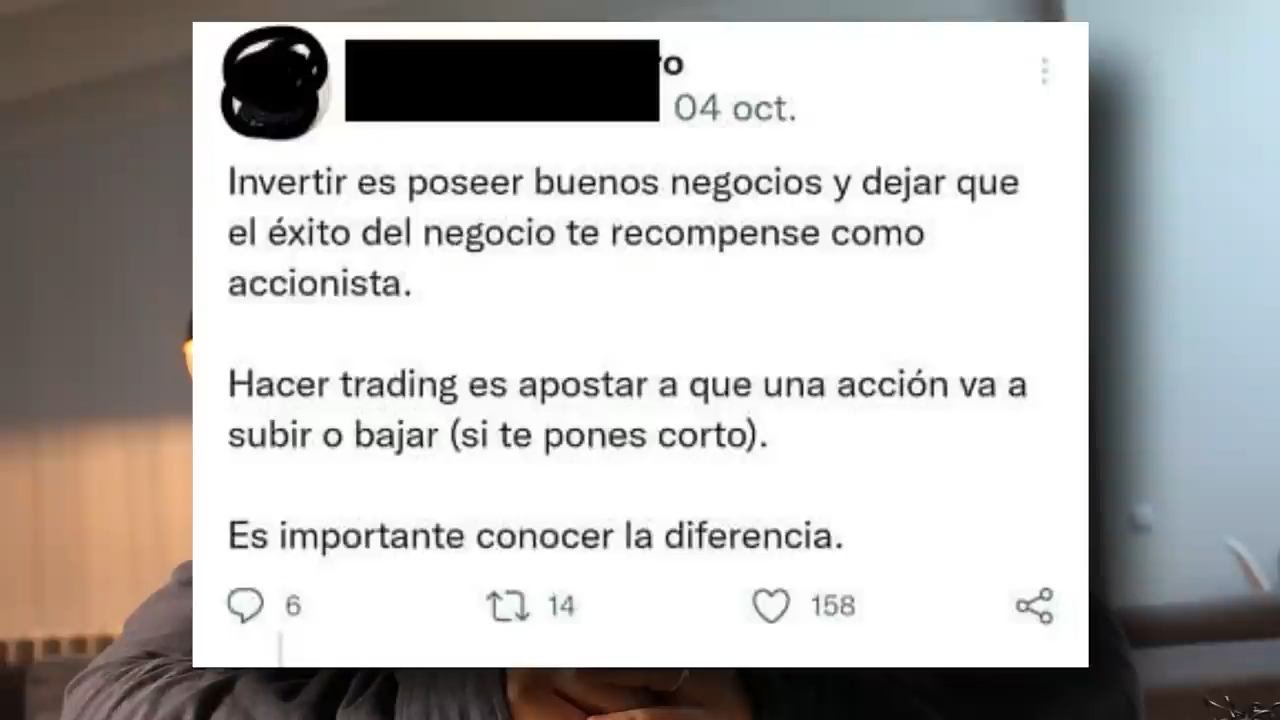 04 oct.
Invertir es poseer buenos negocios y dejar que
el éxito del negocio te recompense como
accionista.
Hacer trading es apostar a que una acción va a
subir o bajar (si te pones corto).
Es importante conocer la diferencia.
6 14 158